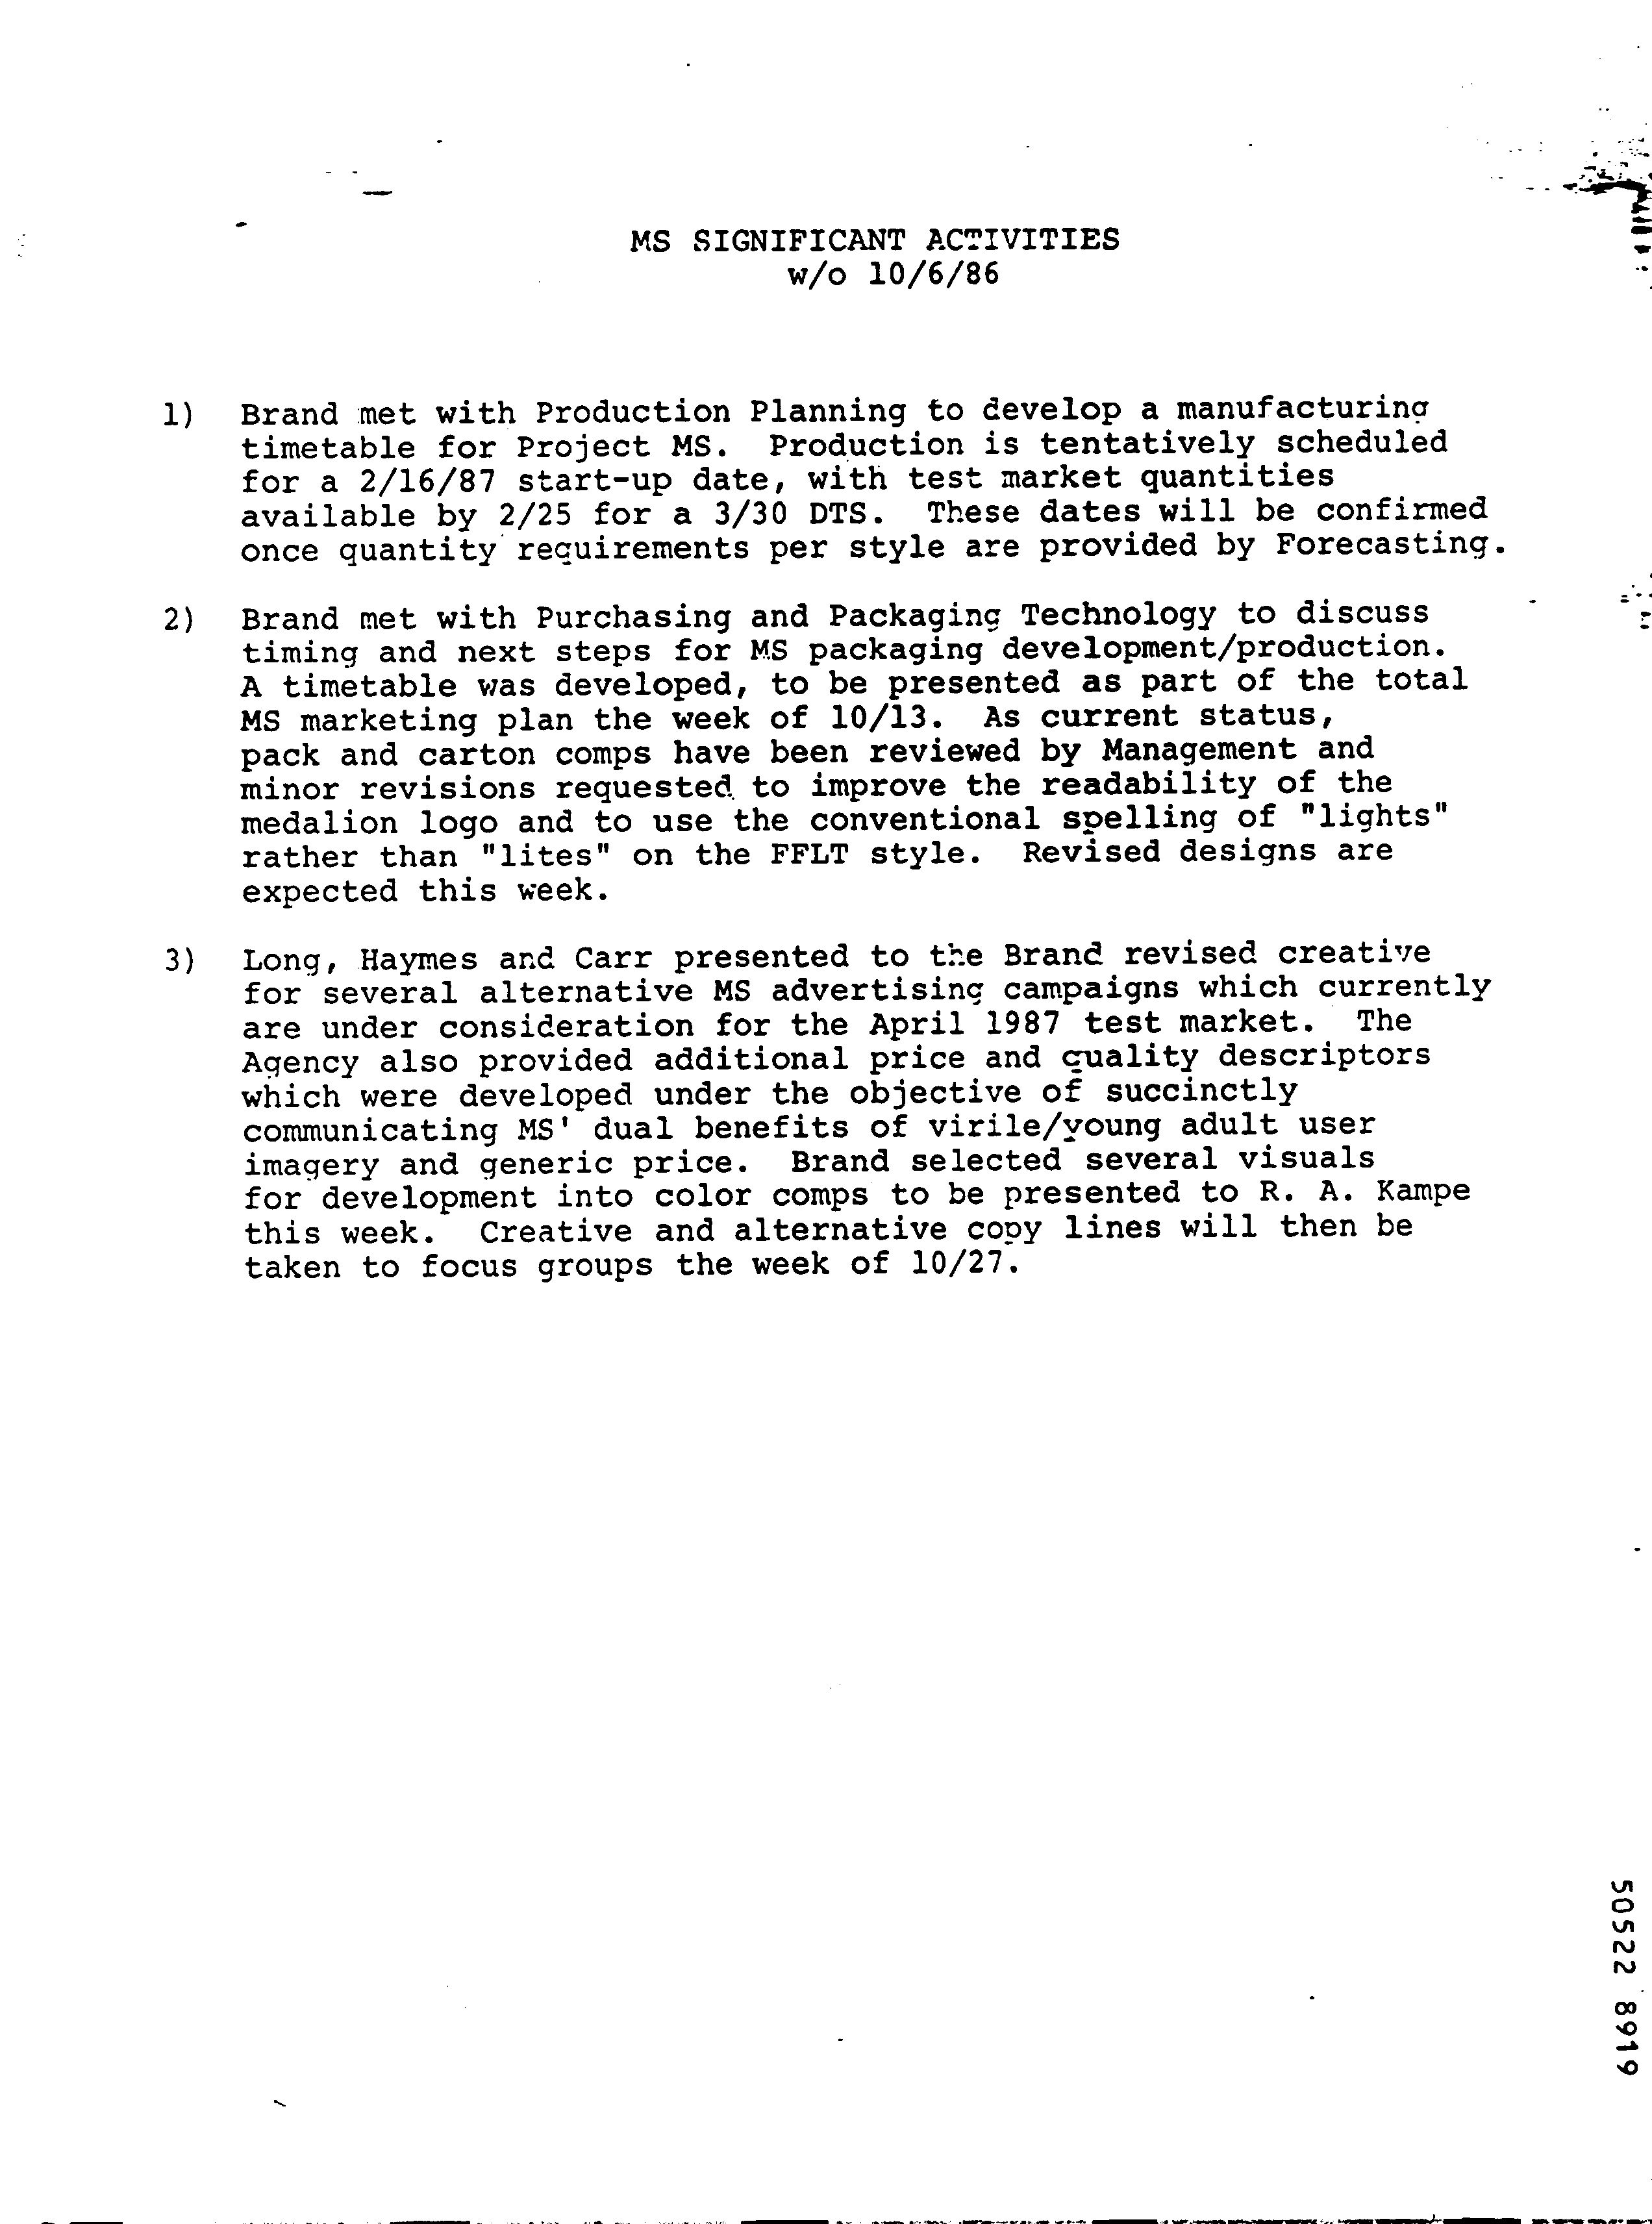 MS SIGNIFICANT ACTIVITIES
w/o 10/6/86
1) Brand met with Production Planning to develop a manufacturing
timetable for Project MS. Production is tentatively scheduled
for a 2/16/87 start-up date, with test market quantities
available by 2/25 for a 3/30 DTS. These dates will be confirmed
once quantity requirements per style are provided by Forecasting.
2) Brand met with Purchasing and Packaging Technology to discuss
timing and next steps for MS packaging development/production.
A timetable was developed, to be presented as part of the total
MS marketing plan the week of 10/13. As current status,
pack and carton comps have been reviewed by Management and
minor revisions requested to improve the readability of the
medalion logo and to use the conventional spelling of "lights"
rather than "lites" on the FFLT style. Revised designs are
expected this week.
3) Long, Haymes and Carr presented to the Brand revised creative
for several alternative MS advertising campaigns which currently
are under consideration for the April 1987 test market. The
Agency also provided additional price and quality descriptors
which were developed under the objective of succinctly
communicating MS' dual benefits of virile/young adult user
imagery and generic price. Brand selected several visuals
for development into color comps to be presented to R. A. Kampe
this week. Creative and alternative copy lines will then be
taken to focus groups the week of 10/27.
50522 8919